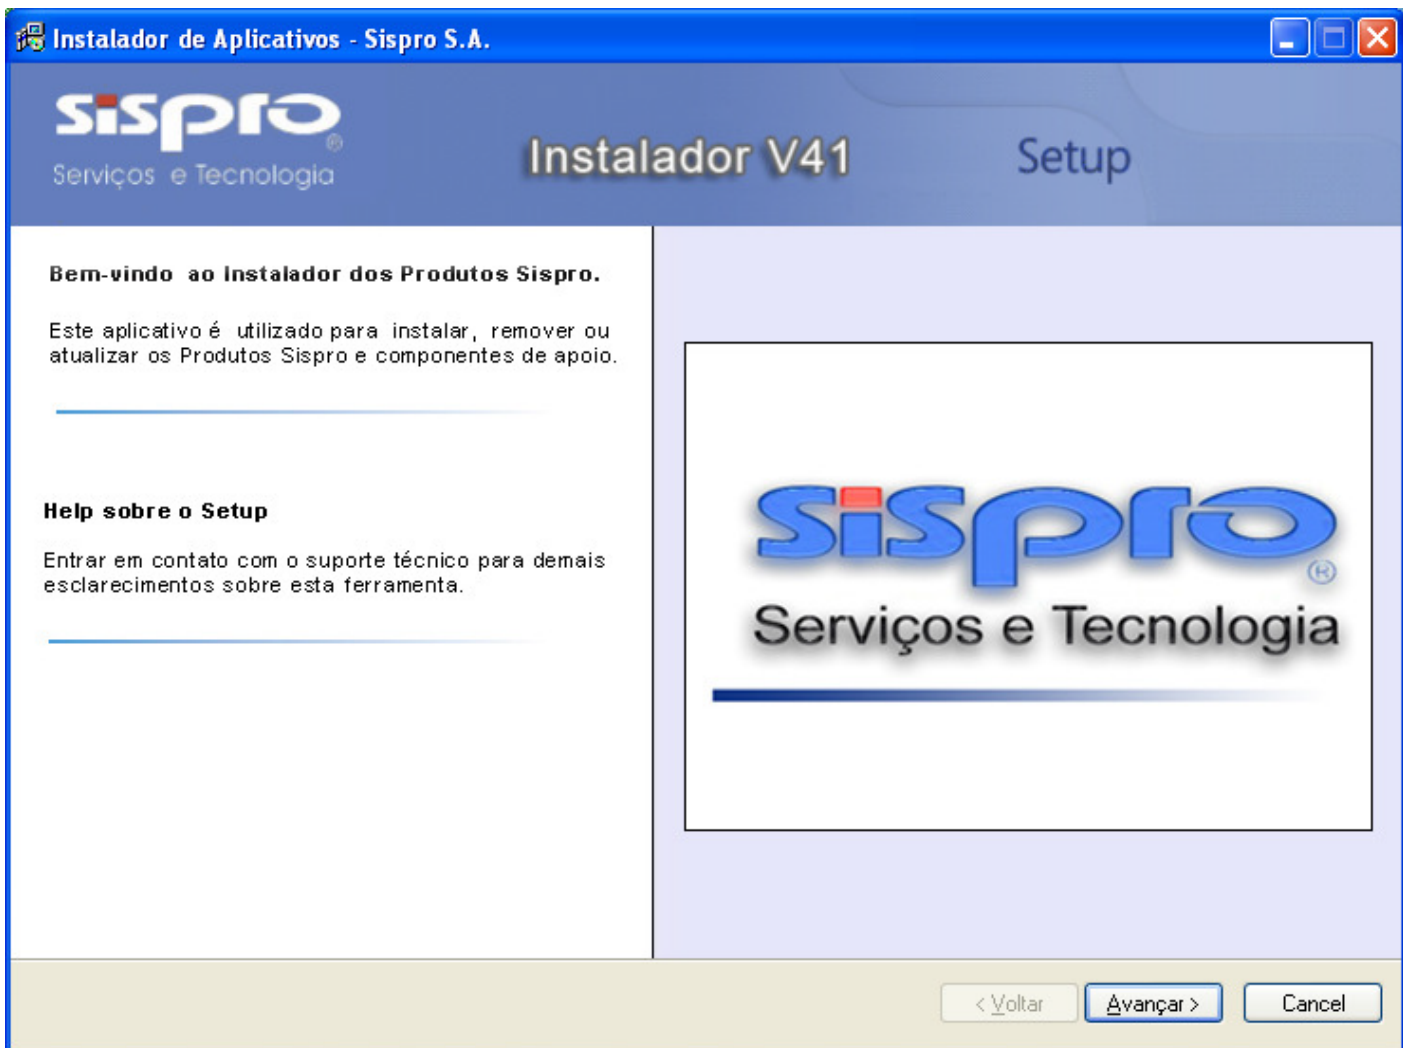 Instalador de Aplicativos - Sispro S.A.
sispro
®
Serviços e Tecnologia
Instalador V41
Setup
Bem-vindo ao Instalador dos Produtos Sispro.
Este aplicativo é utilizado para instalar, remover ou
atualizar os Produtos Sispro e componentes de apoio.
Help sobre o Setup
Entrar em contato com o suporte técnico para demais
esclarecimentos sobre esta ferramenta.
sispro
®
Serviços e Tecnologia
< Voltar
Avançar >
Cancel